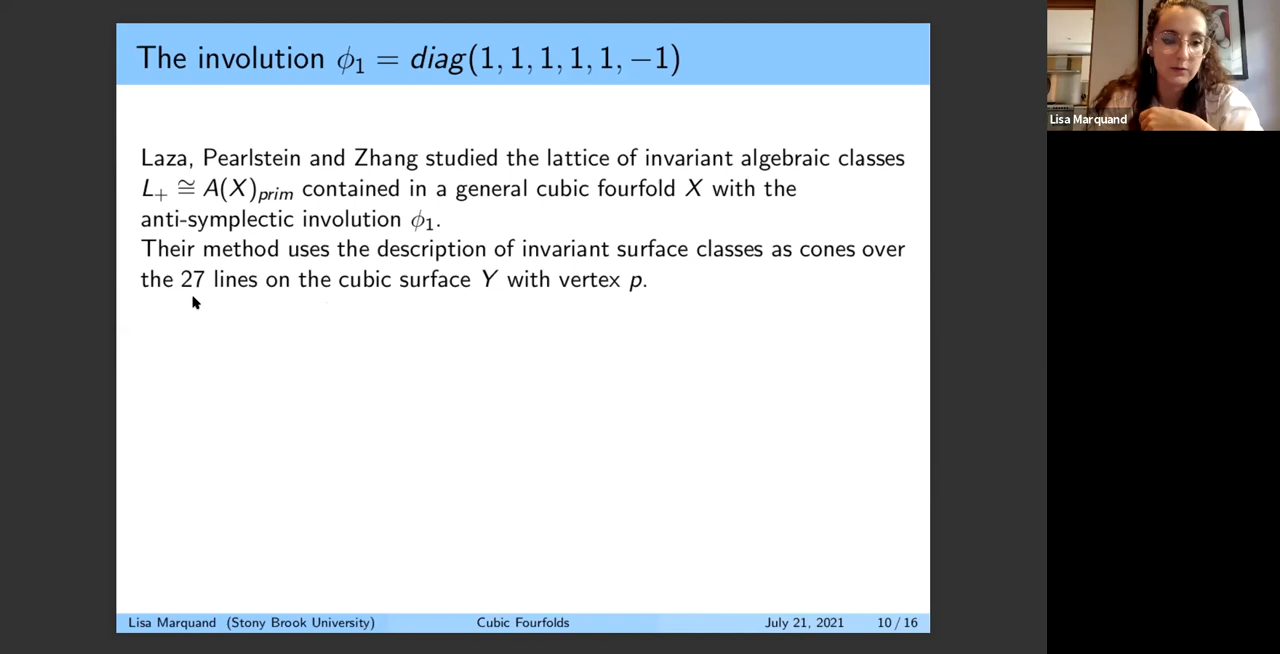 The involution ϕ₁ = diag(1, 1, 1, 1, 1, −1)
Laza, Pearlstein and Zhang studied the lattice of invariant algebraic classes
L₊ ≅ A(X)ₚᵣᵢₘ contained in a general cubic fourfold X with the
anti-symplectic involution ϕ₁.
Their method uses the description of invariant surface classes as cones over
the 27 lines on the cubic surface Y with vertex p.
Lisa Marquand (Stony Brook University) Cubic Fourfolds July 21, 2021 10 / 16
Lisa Marquand